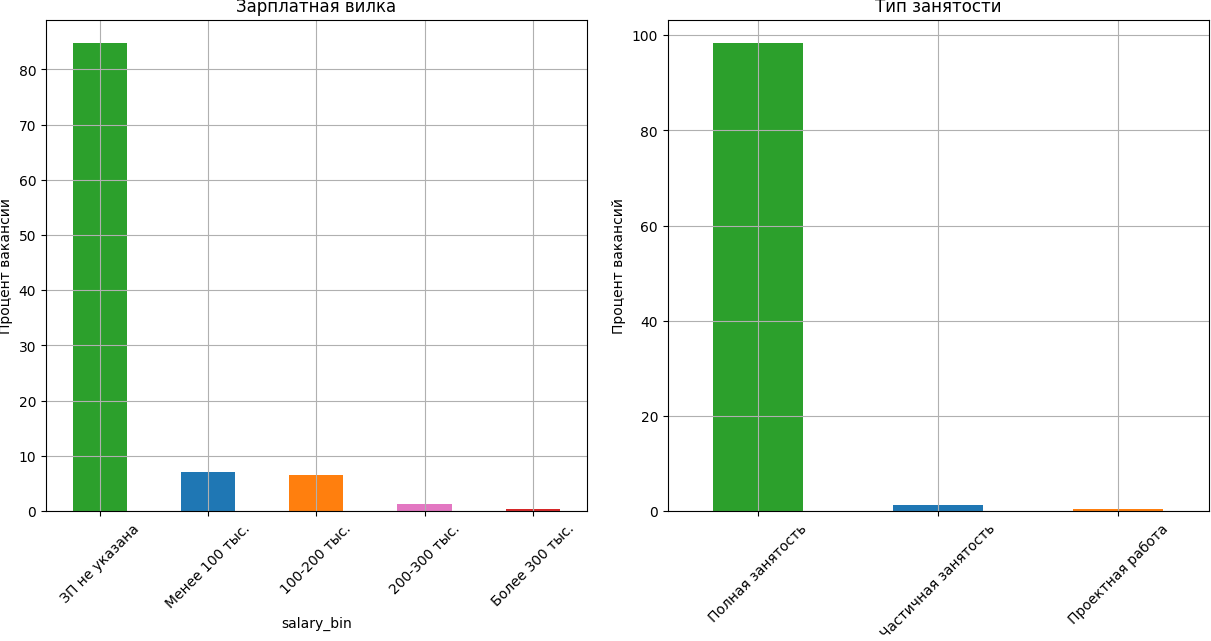 Зарплатная вилка
Процент вакансии
80
70
60
50
40
30
20
10
0
ЗП не указана
Менее 100 тыс.
100-200 тыс.
200-300 тыс.
Более 300 тыс.
salary_bin
Тип занятости
Процент вакансий
100
80
60
40
20
0
Полная занятость
Частичная занятость
Проектная работа